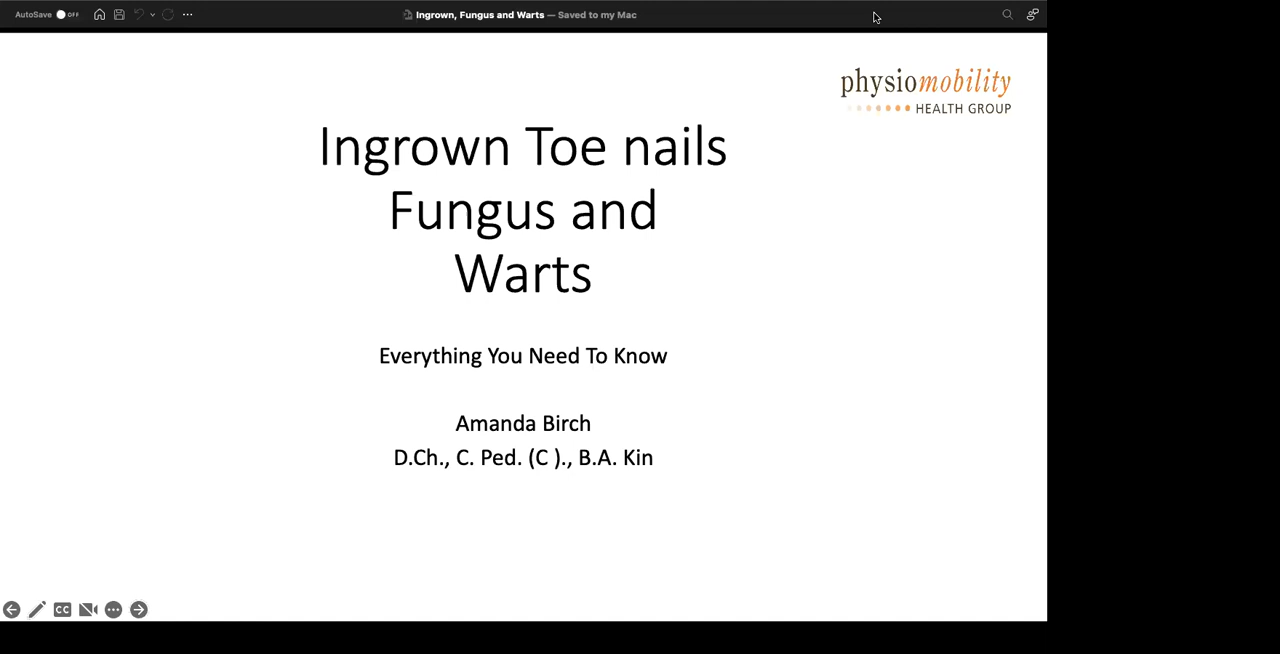 AutoSave OFF
Ingrown, Fungus and Warts — Saved to my Mac
physiomobility
HEALTH GROUP
Ingrown Toe nails
Fungus and
Warts
Everything You Need To Know
Amanda Birch
D.Ch., C. Ped. (C )., B.A. Kin
CC